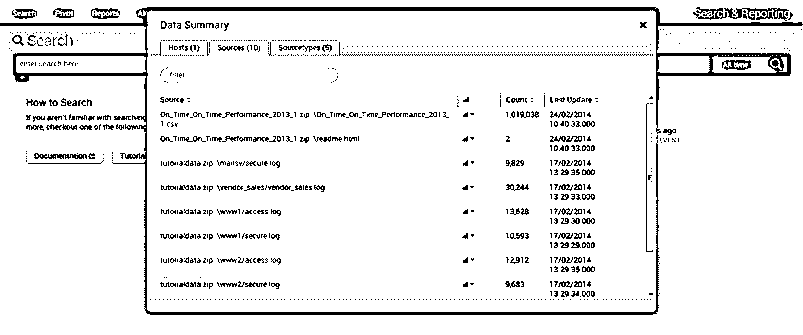 Search
Pivot
Reports
Search & Reporting
Search
enter search here
All time
How to Search
If you aren't familiar with searching
more, checkout one of the following
Documentation
Tutorial
s ago
Data Summary
×
Hosts (1)
Sources (10)
Sourcetypes (5)
filter
Source
Count
Last Update
On_Time_On_Time_Performance_2013_1 zip \On_Time_On_Time_Performance_2013_
1 csv
1,019,038
24/02/2014
10 40 33.000
On_Time_On_Time_Performance_2013_1 zip \readme html
2
24/02/2014
10 40 33.000
tutorialdata zip \mailsv/secure log
9,829
17/02/2014
13 29 35.000
tutorialdata zip \vendor_sales/vendor_sales log
30,244
17/02/2014
13 29 33.000
tutorialdata zip \www1/access log
13,628
17/02/2014
13 29 30.000
tutorialdata zip \www1/secure log
10,593
17/02/2014
13 29 29.000
tutorialdata zip \www2/access log
12,912
17/02/2014
13 29 35.000
tutorialdata zip \www2/secure log
9,683
17/02/2014
13 29 34.000